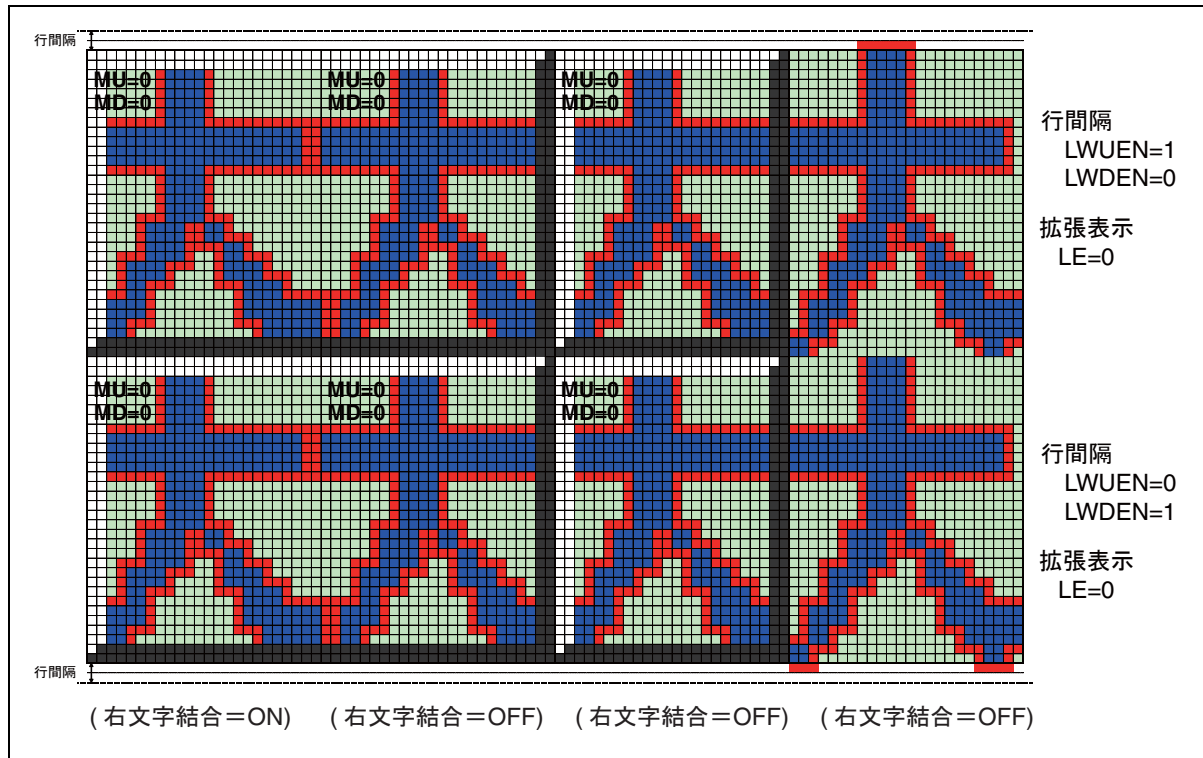 行間隔
MU=0 MU=0 MU=0
MD=0 MD=0 MD=0
行間隔
LWUEN=1
LWDEN=0
拡張表示
LE=0
MU=0 MU=0 MU=0
MD=0 MD=0 MD=0
行間隔
LWUEN=0
LWDEN=1
拡張表示
LE=0
行間隔
(右文字結合=ON) (右文字結合=OFF) (右文字結合=OFF) (右文字結合=OFF)